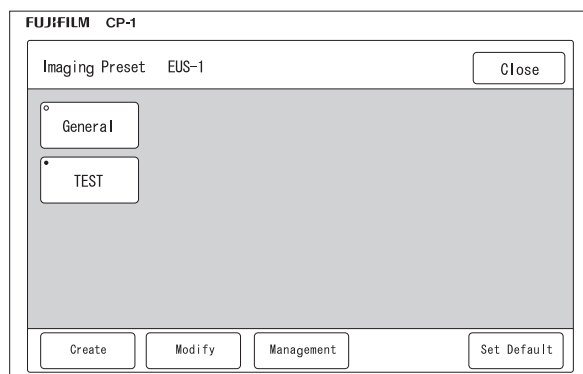 FUJIFILM CP-1
Imaging Preset EUS-1
Close
General
TEST
Create Modify Management Set Default